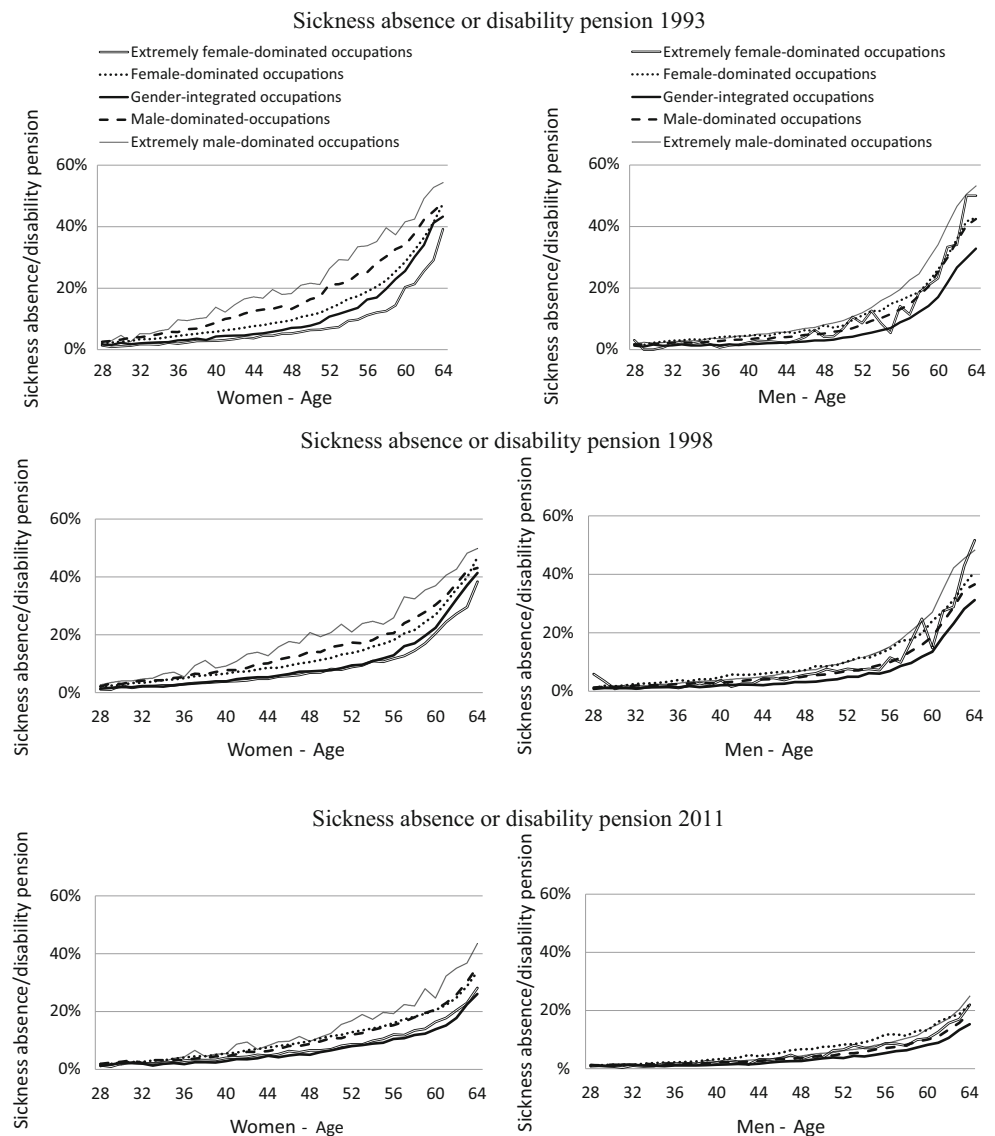 Sickness absence or disability pension 1993
Extremely female-dominated occupations
Female-dominated occupations
Gender-integrated occupations
Male-dominated-occupations
Extremely male-dominated occupations
Sickness absence/disability pension
60%
40%
20%
0%
28 32 36 40 44 48 52 56 60 64
Women - Age
Extremely female-dominated occupations
Female-dominated occupations
Gender-integrated occupations
Male-dominated occupations
Extremely male-dominated occupations
Sickness absence/disability pension
60%
40%
20%
0%
28 32 36 40 44 48 52 56 60 64
Men - Age
Sickness absence or disability pension 1998
Sickness absence/disability pension
60%
40%
20%
0%
28 32 36 40 44 48 52 56 60 64
Women - Age
Sickness absence/disability pension
60%
40%
20%
0%
28 32 36 40 44 48 52 56 60 64
Men - Age
Sickness absence or disability pension 2011
Sickness absence/disability pension
60%
40%
20%
0%
28 32 36 40 44 48 52 56 60 64
Women - Age
Sickness absence/disability pension
60%
40%
20%
0%
28 32 36 40 44 48 52 56 60 64
Men - Age